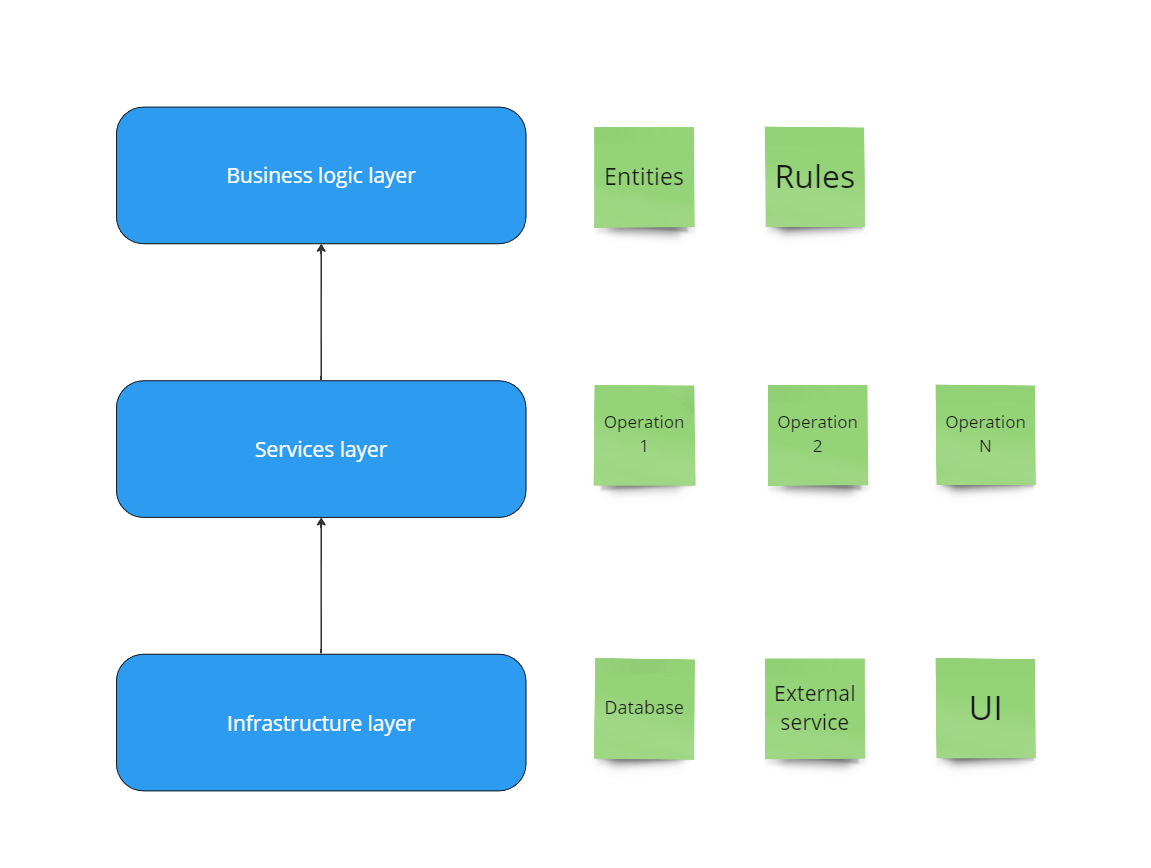 Business logic layer
Entities
Rules
Services layer
Operation
1
Operation
2
Operation
N
Infrastructure layer
Database
External
service
UI